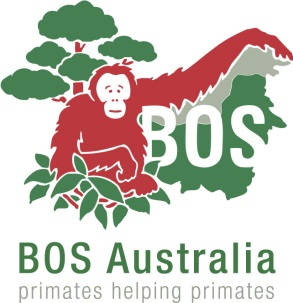 BOS
BOS Australia
primates helping primates